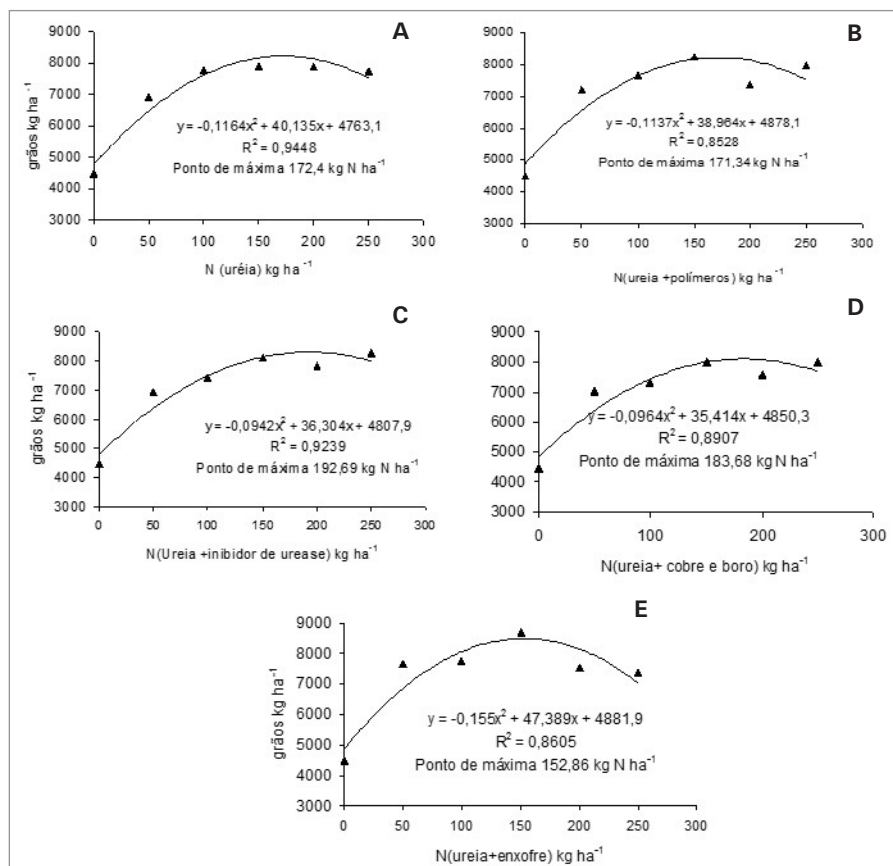 A
grãos kg ha⁻¹
9000
8000
7000
6000
5000
4000
3000
y = -0,1164x² + 40,135x + 4763,1
R² = 0,9448
Ponto de máxima 172,4 kg N ha⁻¹
0 50 100 150 200 250 300
N (uréia) kg ha⁻¹
B
9000
8000
7000
6000
5000
4000
3000
y = -0,1137x² + 38,964x + 4878,1
R² = 0,8528
Ponto de máxima 171,34 kg N ha⁻¹
0 50 100 150 200 250 300
N(ureia +polímeros) kg ha⁻¹
C
grãos kg ha⁻¹
9000
8000
7000
6000
5000
4000
3000
y = -0,0942x² + 36,304x + 4807,9
R² = 0,9239
Ponto de máxima 192,69 kg N ha⁻¹
0 50 100 150 200 250 300
N(Ureia +inibidor de urease) kg ha⁻¹
D
9000
8000
7000
6000
5000
4000
3000
y = -0,0964x² + 35,414x + 4850,3
R² = 0,8907
Ponto de máxima 183,68 kg N ha⁻¹
0 100 200 300
N(ureia+ cobre e boro) kg ha⁻¹
E
grãos kg ha⁻¹
9000
8000
7000
6000
5000
4000
3000
y = -0,155x² + 47,389x + 4881,9
R² = 0,8605
Ponto de máxima 152,86 kg N ha⁻¹
0 50 100 150 200 250 300
N(ureia+enxofre) kg ha⁻¹